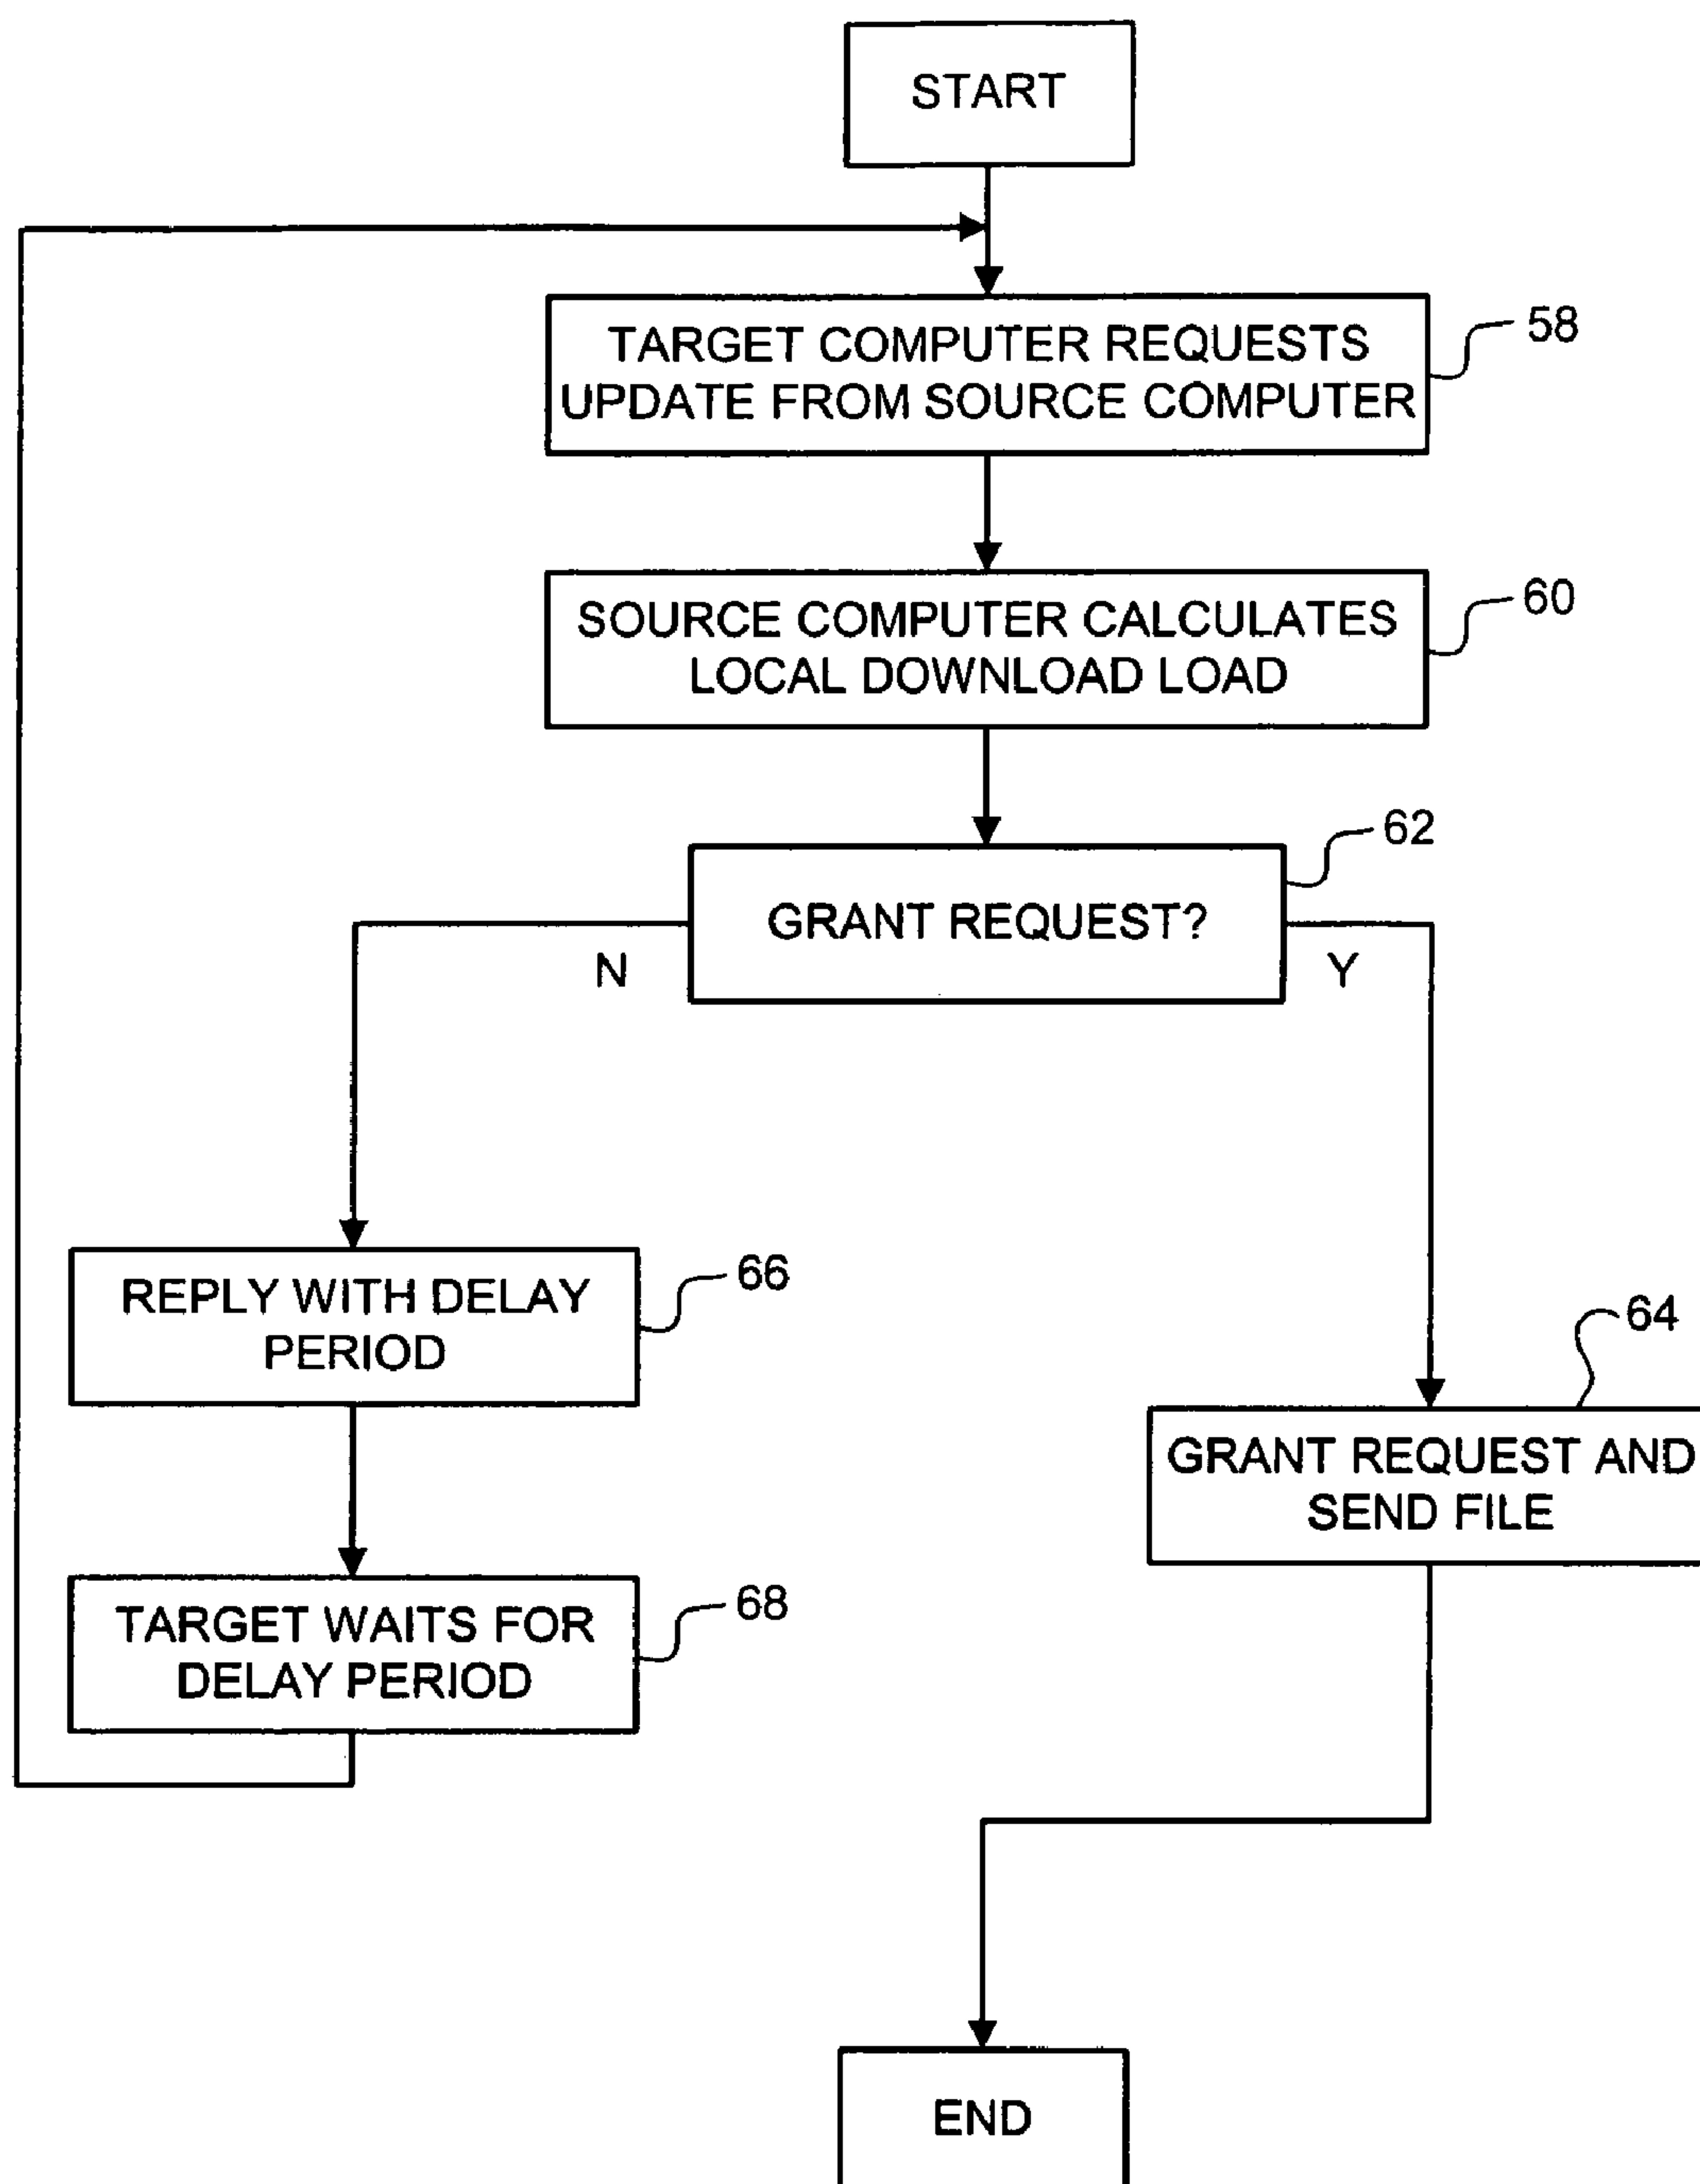 START
TARGET COMPUTER REQUESTS
UPDATE FROM SOURCE COMPUTER
58
SOURCE COMPUTER CALCULATES
LOCAL DOWNLOAD LOAD
60
62
GRANT REQUEST?
N
Y
REPLY WITH DELAY
PERIOD
66
64
GRANT REQUEST AND
SEND FILE
TARGET WAITS FOR
DELAY PERIOD
68
END